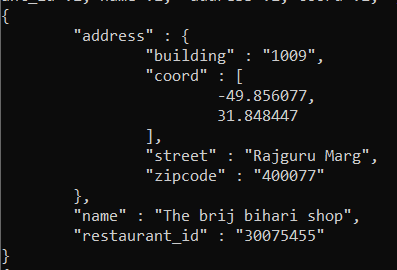 {
"address" : {
"building" : "1009",
"coord" : [
-49.856077,
31.848447
],
"street" : "Rajguru Marg",
"zipcode" : "400077"
},
"name" : "The brij bihari shop",
"restaurant_id" : "30075455"
}